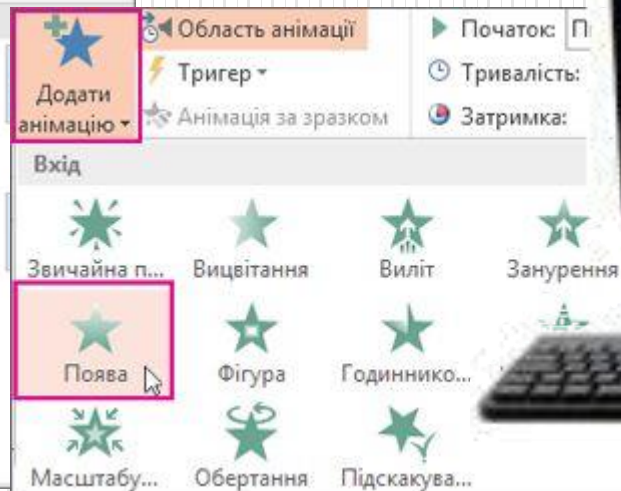 Додати анімацію
Область анімації
Тригер
Анімація за зразком
Початок: П
Тривалість:
Затримка:
Вхід
Звичайна п... Вицвітання Виліт Занурення
Поява Фігура Годиннико...
Масштабу... Обертання Підскакува...